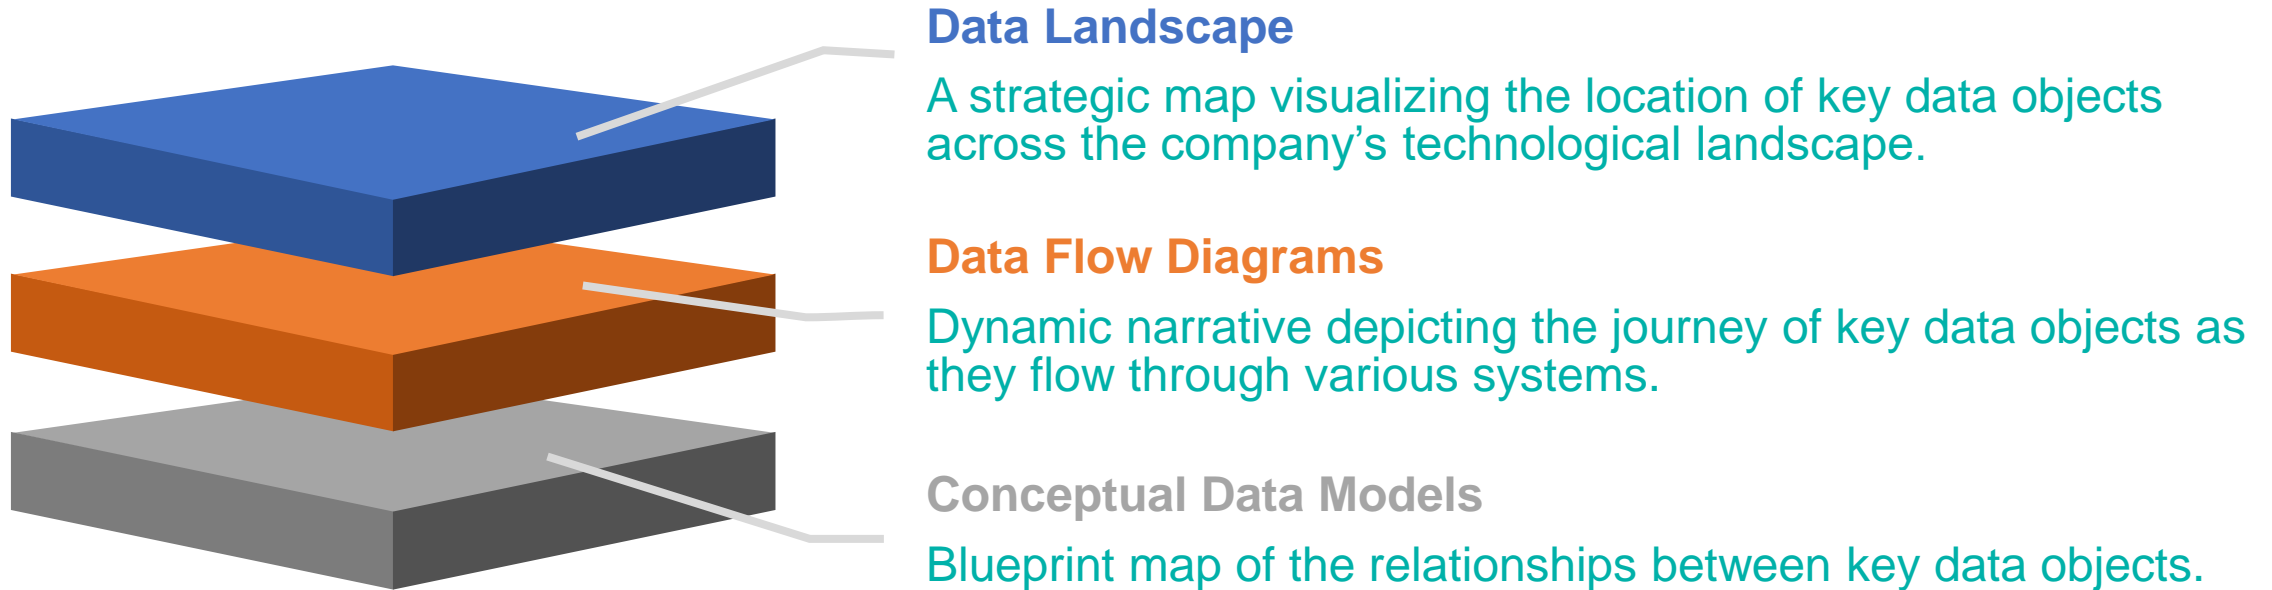 Data Landscape
A strategic map visualizing the location of key data objects
across the company’s technological landscape.
Data Flow Diagrams
Dynamic narrative depicting the journey of key data objects as
they flow through various systems.
Conceptual Data Models
Blueprint map of the relationships between key data objects.